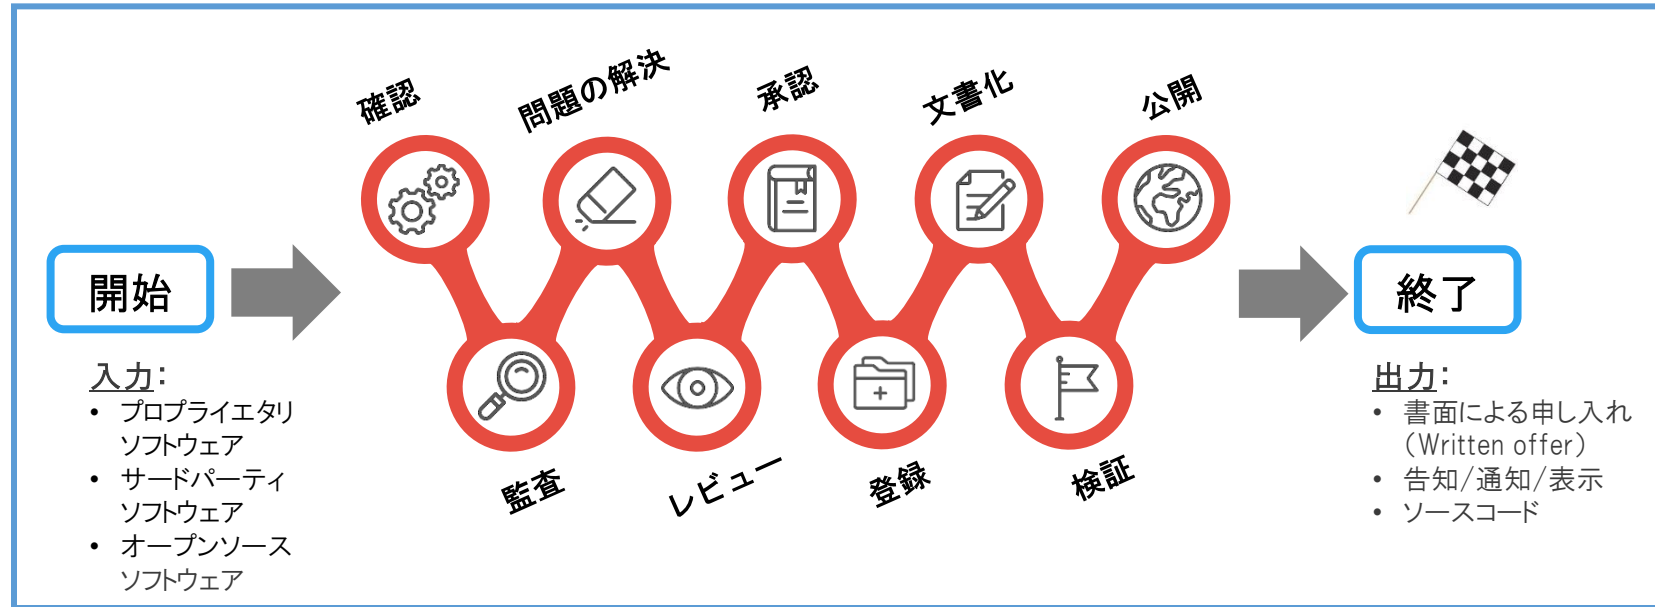 確認
問題の解決
承認
文書化
公開
開始
終了
入力：
• プロプライエタリ
ソフトウェア
• サードパーティ
ソフトウェア
• オープンソース
ソフトウェア
監査
レビュー
登録
検証
出力：
• 書面による申し入れ
（Written offer）
• 告知/通知/表示
• ソースコード